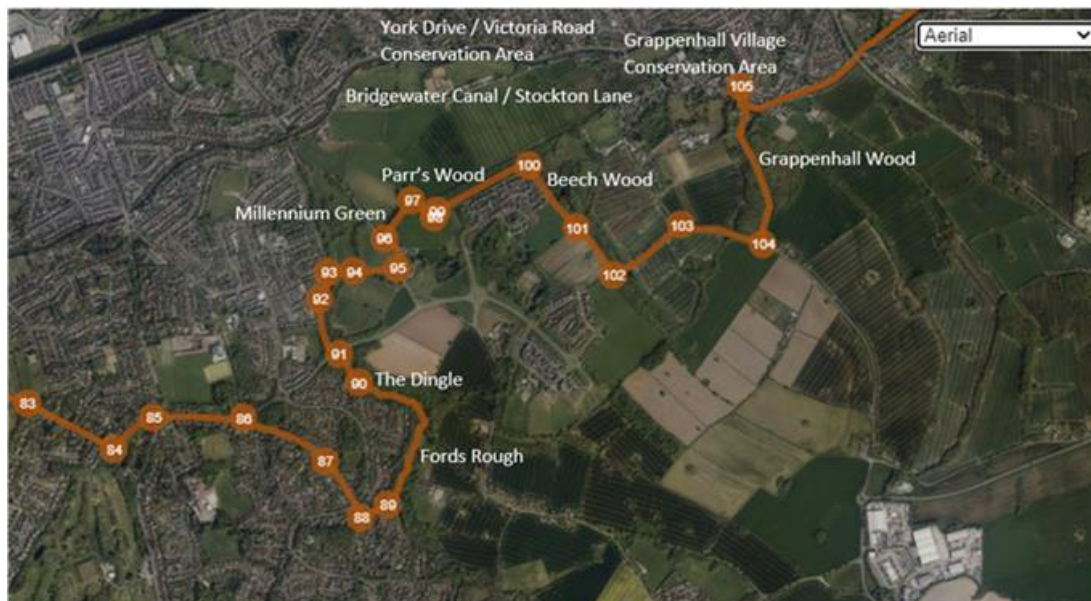 York Drive / Victoria Road
Conservation Area
Grappenhall Village
Conservation Area
Aerial
105
Bridgewater Canal / Stockton Lane
Grappenhall Wood
100
Parr's Wood
Beech Wood
97
99
98
Millennium Green
96
101
103
104
93
94
95
102
92
91
90
The Dingle
83
84
85
86
87
Fords Rough
88
89